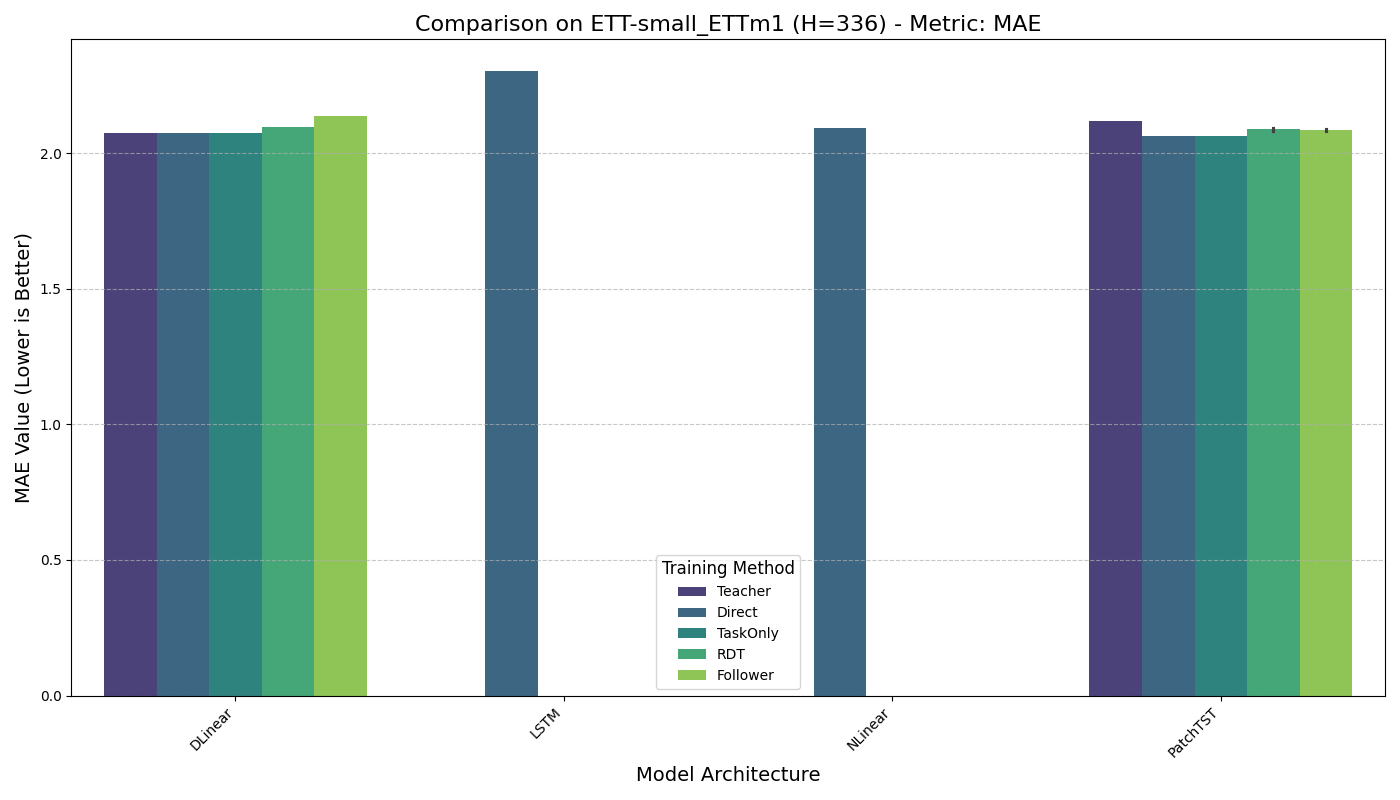 Comparison on ETT-small_ETTm1 (H=336) - Metric: MAE
MAE Value (Lower is Better)
2.0
1.5
1.0
0.5
0.0
Training Method
Teacher
Direct
TaskOnly
RDT
Follower
DLinear
LSTM
NLinear
PatchTST
Model Architecture